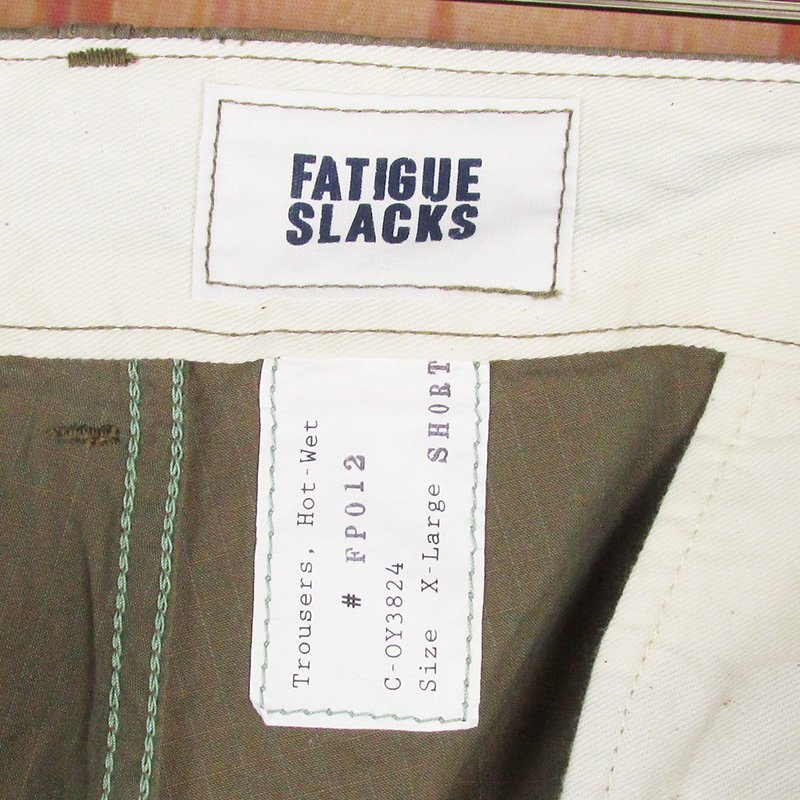 FATIGUE
SLACKS
Trousers, Hot-Wet
# FP012
C-OY3824
Size X-Large SHORT